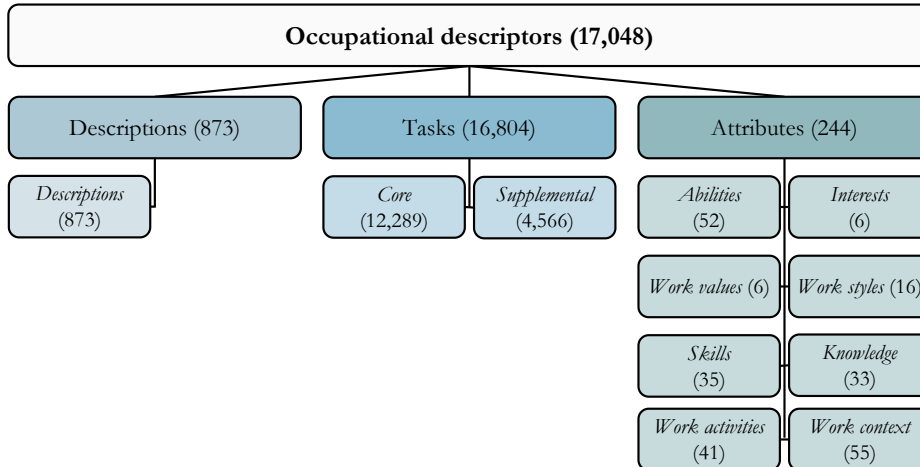 Occupational descriptors (17,048)
Descriptions (873)
Tasks (16,804)
Attributes (244)
Descriptions
(873)
Core
(12,289)
Supplemental
(4,566)
Abilities
(52)
Interests
(6)
Work values (6)
Work styles (16)
Skills
(35)
Knowledge
(33)
Work activities
(41)
Work context
(55)